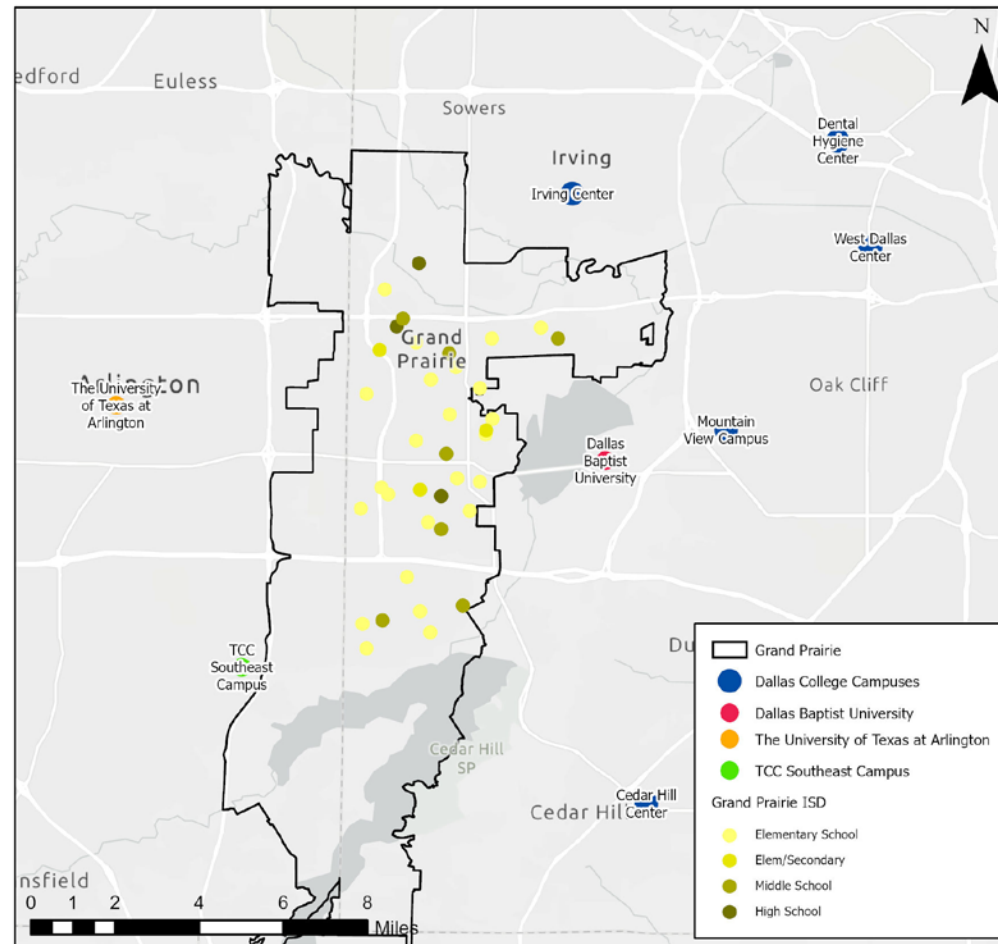 N
edford
Euless
Sowers
Dental
Hygiene
Center
Irving
Irving Center
West Dallas
Center
Grand
Prairie
Arlington
The University
of Texas at
Arlington
Oak Cliff
Mountain
View Campus
Dallas
Baptist
University
TCC
Southeast
Campus
Du
Cedar Hill
SP
Cedar Hill
Cedar Hill
Center
nsfield
0 1 2 4 6 8
Miles
Grand Prairie
Dallas College Campuses
Dallas Baptist University
The University of Texas at Arlington
TCC Southeast Campus
Grand Prairie ISD
Elementary School
Elem/Secondary
Middle School
High School